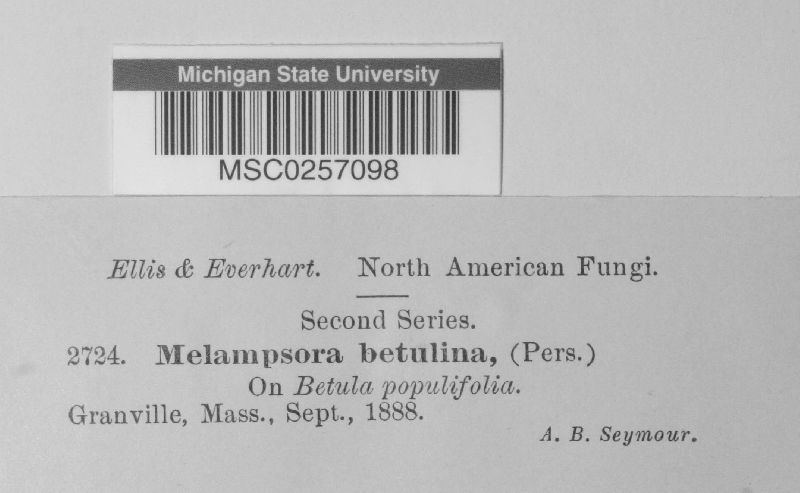 Michigan State University
MSC0257098
Ellis & Everhart. North American Fungi.
Second Series.
2724. Melampsora betulina, (Pers.)
On Betula populifolia.
Granville, Mass., Sept., 1888.
A. B. Seymour.